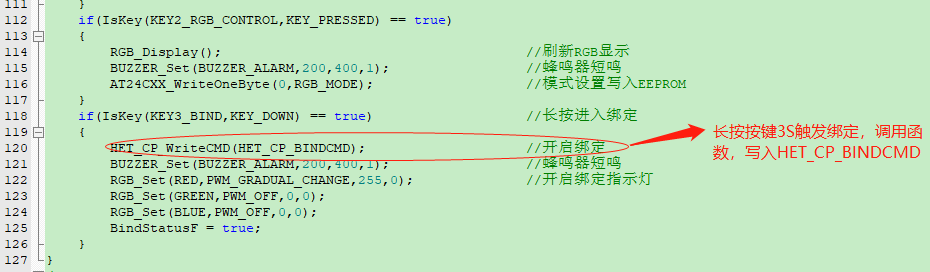 111 }
112 if(IsKey(KEY2_RGB_CONTROL,KEY_PRESSED) == true)
113 {
114 RGB_Display(); //刷新RGB显示
115 BUZZER_Set(BUZZER_ALARM,200,400,1); //蜂鸣器短鸣
116 AT24CXX_WriteOneByte(0,RGB_MODE); //模式设置写入EEPROM
117 }
118 if(IsKey(KEY3_BIND,KEY_DOWN) == true) //长按进入绑定
119 {
120 HET_CP_WriteCMD(HET_CP_BINDCMD); //开启绑定
121 BUZZER_Set(BUZZER_ALARM,200,400,1); //蜂鸣器短鸣
122 RGB_Set(RED,PWM_GRADUAL_CHANGE,255,0); //开启绑定指示灯
123 RGB_Set(GREEN,PWM_OFF,0,0);
124 RGB_Set(BLUE,PWM_OFF,0,0);
125 BindStatusF = true;
126 }
127 }
长按按键3S触发绑定，调用函
数，写入HET_CP_BINDCMD